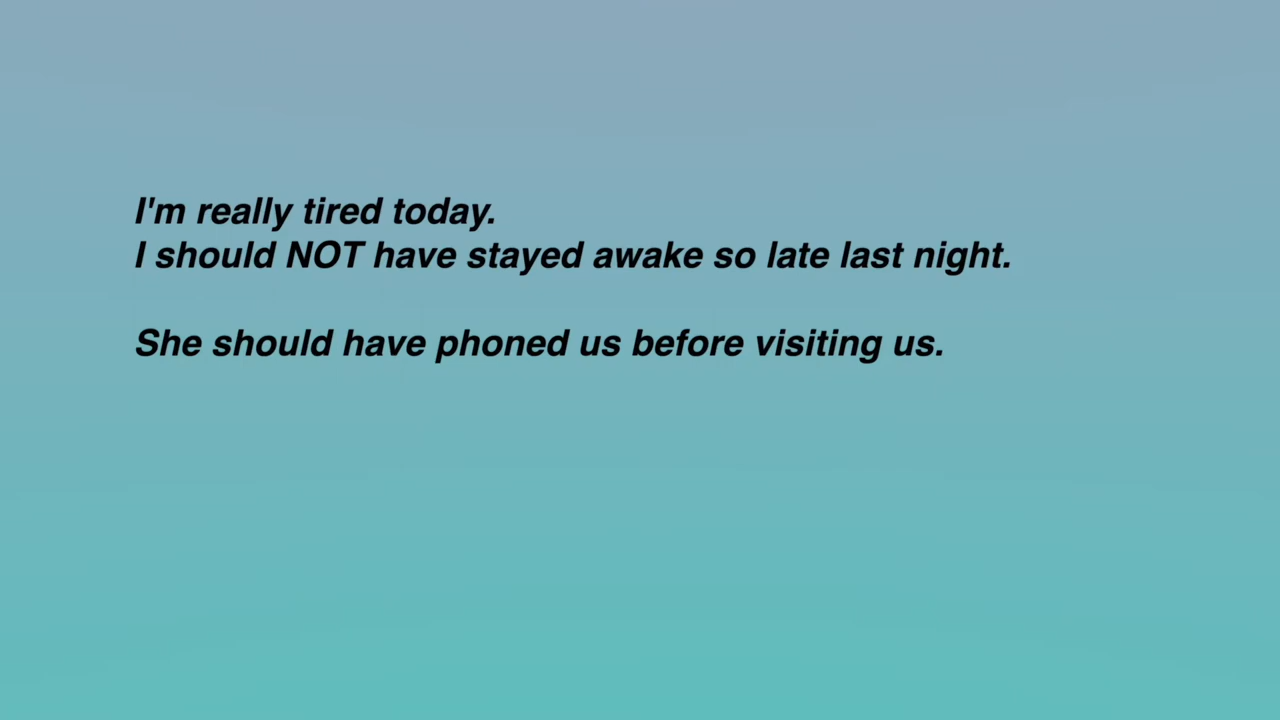 I'm really tired today.
I should NOT have stayed awake so late last night.
She should have phoned us before visiting us.